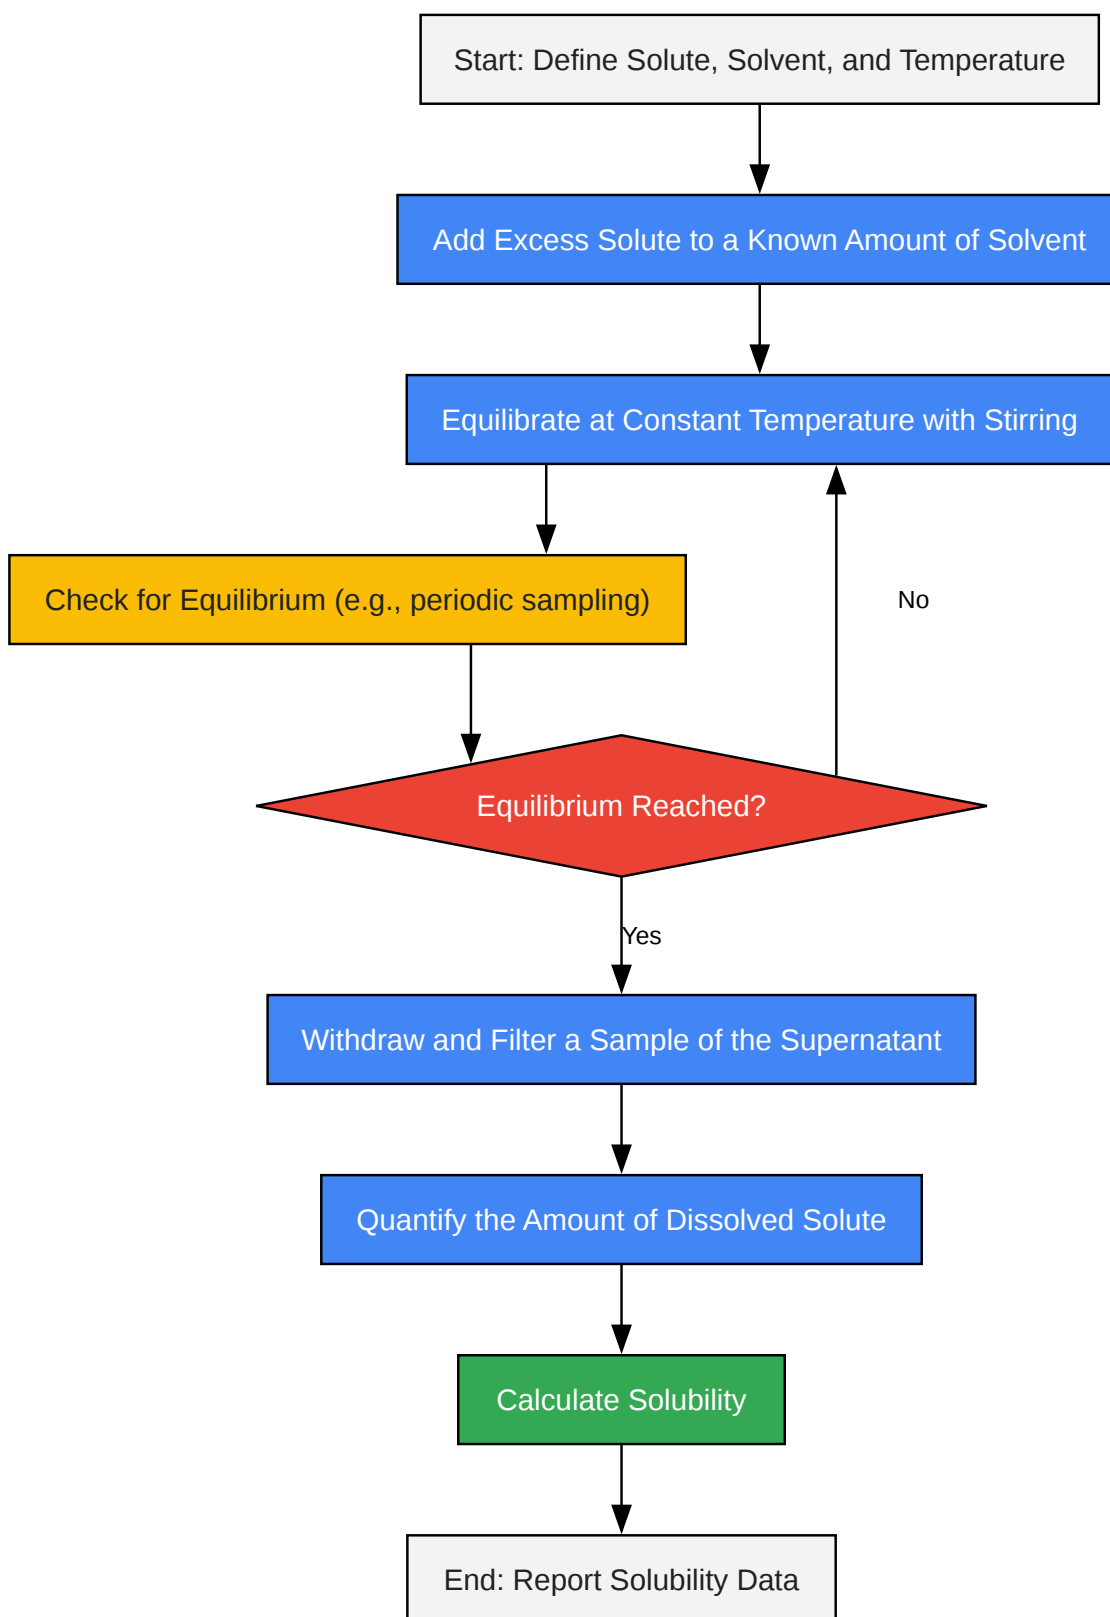 Start: Define Solute, Solvent, and Temperature
Add Excess Solute to a Known Amount of Solvent
Equilibrate at Constant Temperature with Stirring
Check for Equilibrium (e.g., periodic sampling)
No
Equilibrium Reached?
Yes
Withdraw and Filter a Sample of the Supernatant
Quantify the Amount of Dissolved Solute
Calculate Solubility
End: Report Solubility Data